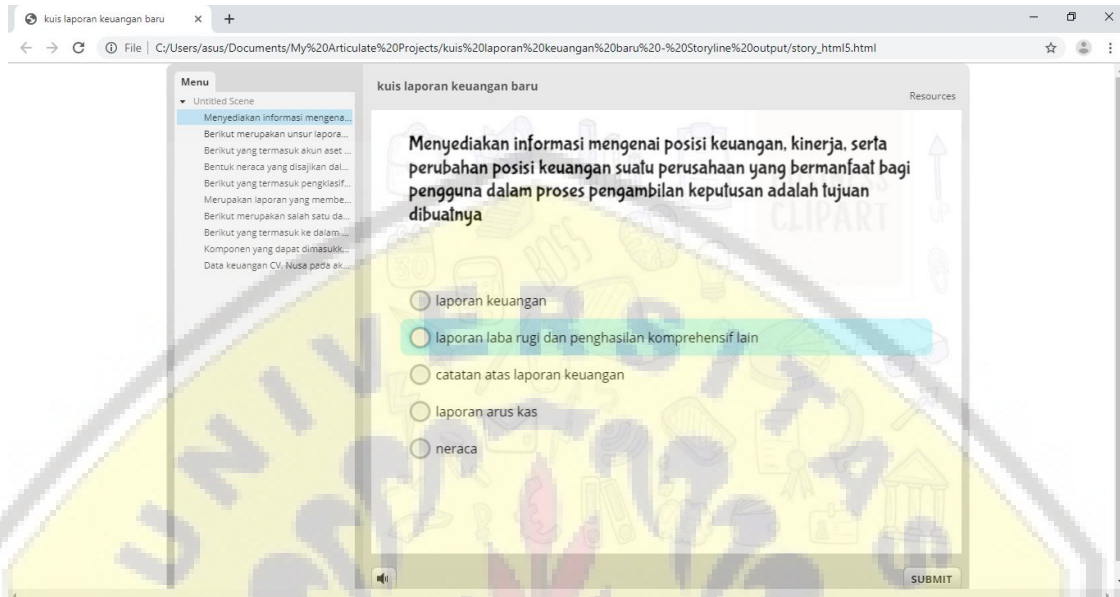 kuis laporan keuangan baru
File | C:/Users/asus/Documents/My%20Articulate%20Projects/kuis%20laporan%20keuangan%20baru%20-%20Storyline%20output/story_html5.html
Menu
Untitled Scene
Menyediakan informasi mengena...
Berikut merupakan unsur lapora...
Berikut yang termasuk akun aset ...
Bentuk neraca yang disajikan dal...
Berikut yang termasuk pengklasif...
Merupakan laporan yang membe...
Berikut merupakan salah satu da...
Berikut yang termasuk ke dalam ...
Komponen yang dapat dimasukk...
Data keuangan CV. Nusa pada ak...
kuis laporan keuangan baru
Resources
Menyediakan informasi mengenai posisi keuangan, kinerja, serta
perubahan posisi keuangan suatu perusahaan yang bermanfaat bagi
pengguna dalam proses pengambilan keputusan adalah tujuan
dibuatnya
CLIPART
laporan keuangan
laporan laba rugi dan penghasilan komprehensif lain
catatan atas laporan keuangan
laporan arus kas
neraca
SUBMIT
UNIVERSITAS